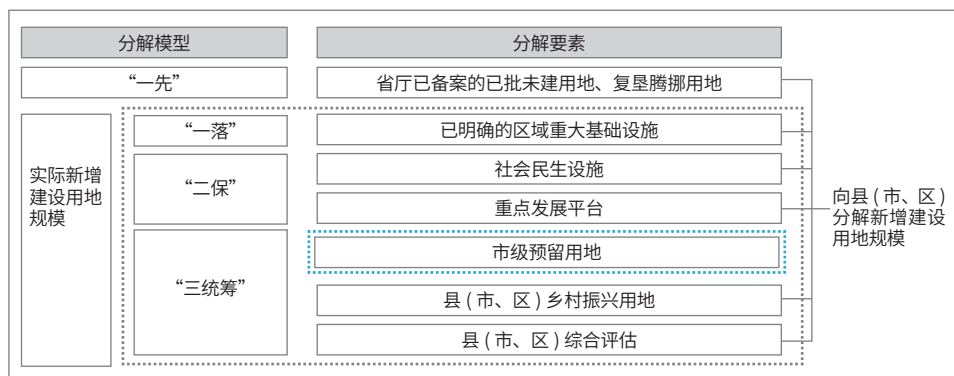 分解模型
分解要素
“一先”
省厅已备案的已批未建用地、复垦腾挪用地
实际新增
建设用地
规模
“一落”
已明确的区域重大基础设施
“二保”
社会民生设施
重点发展平台
“三统筹”
市级预留用地
县(市、区)乡村振兴用地
县(市、区)综合评估
向县(市、区)
分解新增建设
用地规模